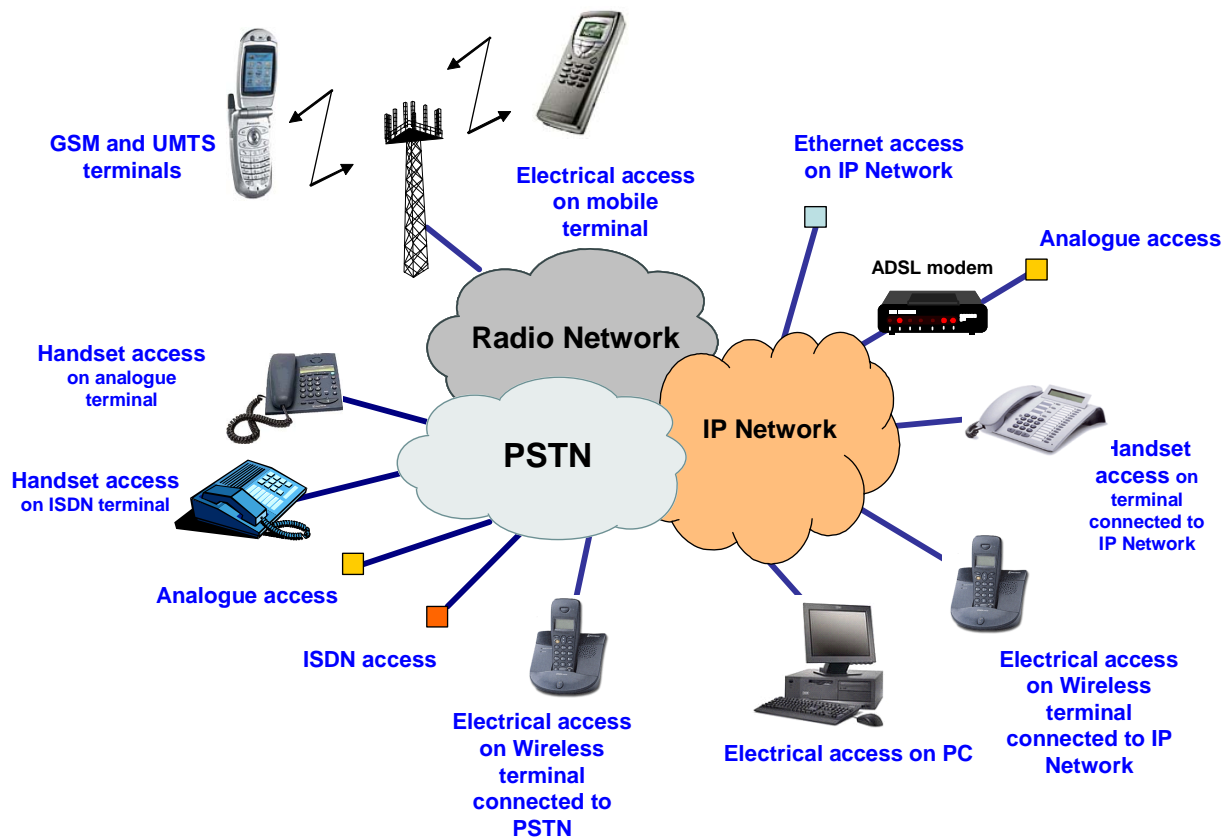 GSM and UMTS
terminals
Electrical access
on mobile
terminal
Ethernet access
on IP Network
Analogue access
ADSL modem
Radio Network
Handset access
on analogue
terminal
IP Network
PSTN
Handset access
on ISDN terminal
Handset
access on
terminal
connected to
IP Network
Analogue access
ISDN access
Electrical access
on Wireless
terminal
connected to
PSTN
Electrical access on PC
Electrical access
on Wireless
terminal
connected to IP
Network